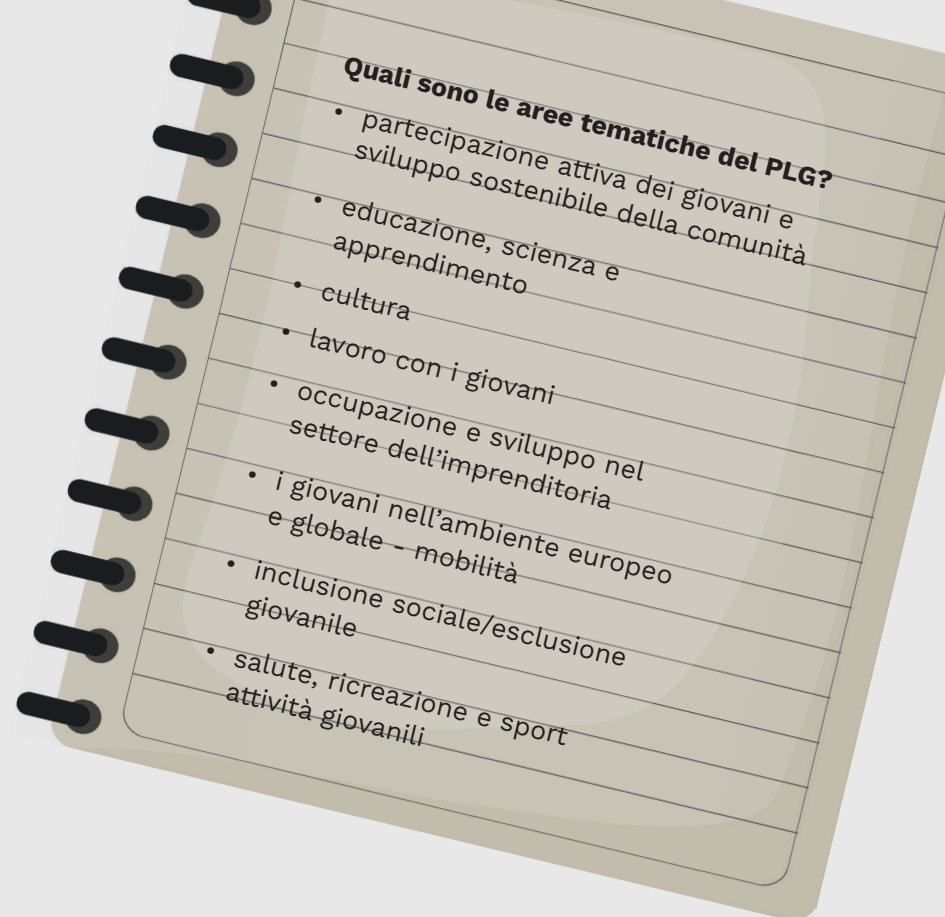 Quali sono le aree tematiche del PLG?
• partecipazione attiva dei giovani e
sviluppo sostenibile della comunità
• educazione, scienza e
apprendimento
• cultura
• lavoro con i giovani
• occupazione e sviluppo nel
settore dell'imprenditoria
• i giovani nell'ambiente europeo
e globale - mobilità
• inclusione sociale/esclusione
giovanile
• salute, ricreazione e sport
attività giovanili